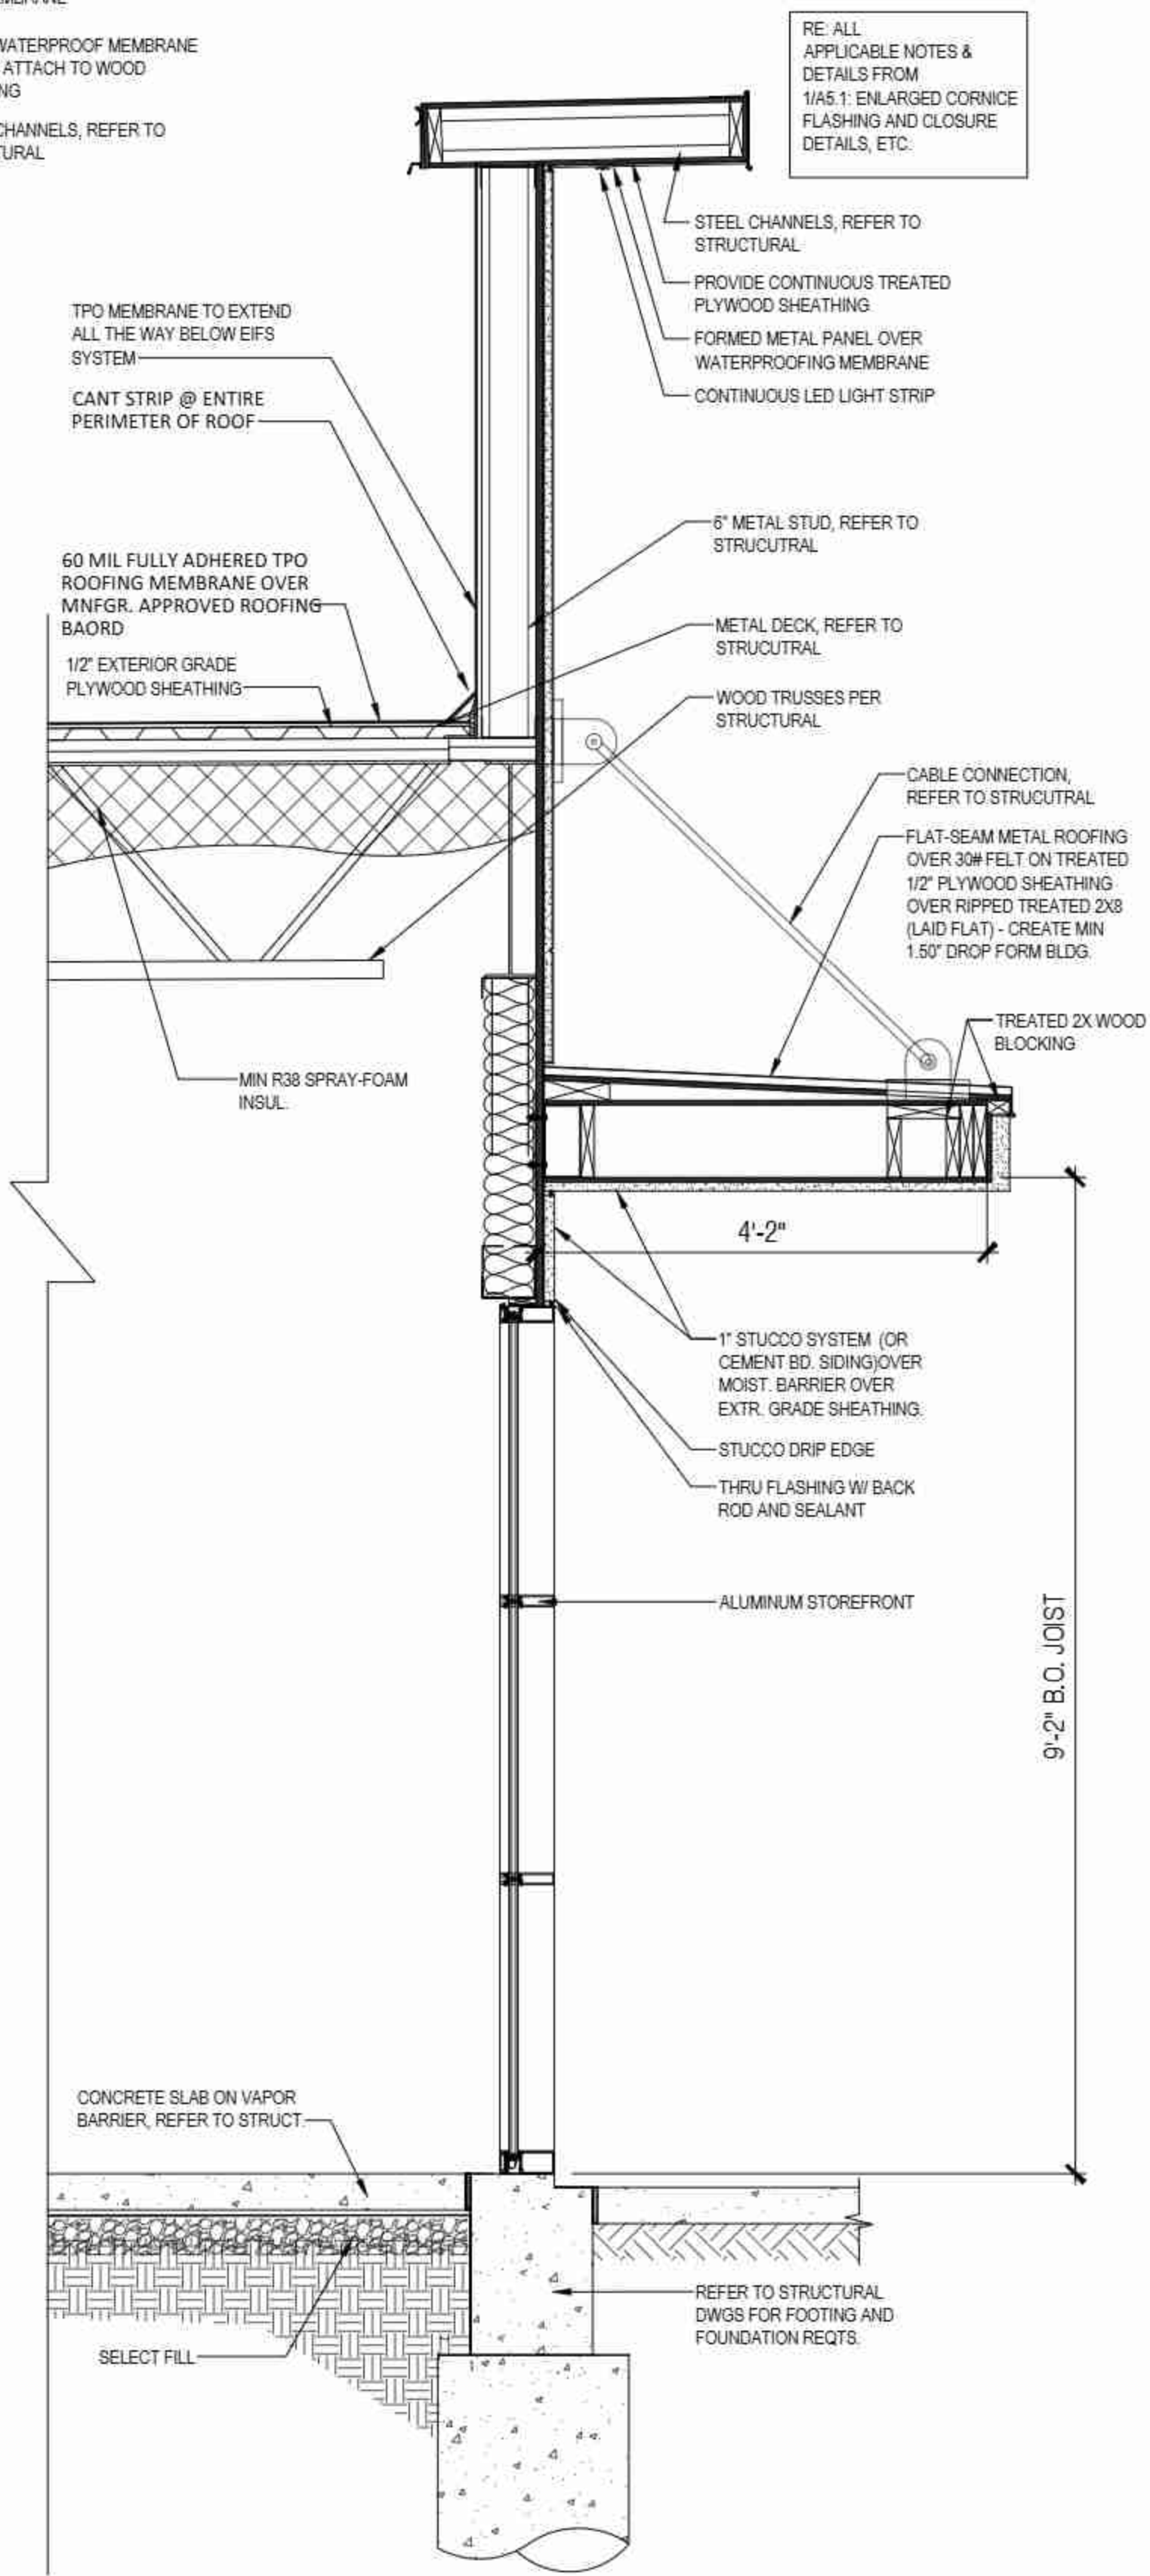 WATERPROOF MEMBRANE
ATTACH TO WOOD
CHANNELS, REFER TO
RE: ALL
APPLICABLE NOTES &
DETAILS FROM
1/A5.1: ENLARGED CORNICE
FLASHING AND CLOSURE
DETAILS, ETC.
STEEL CHANNELS, REFER TO
STRUCTURAL
PROVIDE CONTINUOUS TREATED
PLYWOOD SHEATHING
FORMED METAL PANEL OVER
WATERPROOFING MEMBRANE
CONTINUOUS LED LIGHT STRIP
TPO MEMBRANE TO EXTEND
ALL THE WAY BELOW EIFS
SYSTEM
CANT STRIP @ ENTIRE
PERIMETER OF ROOF
60 MIL FULLY ADHERED TPO
ROOFING MEMBRANE OVER
MNFGR. APPROVED ROOFING
BAORD
1/2" EXTERIOR GRADE
PLYWOOD SHEATHING
6" METAL STUD, REFER TO
STRUCUTRAL
METAL DECK, REFER TO
STRUCUTRAL
WOOD TRUSSES PER
STRUCTURAL
CABLE CONNECTION,
REFER TO STRUCUTRAL
FLAT-SEAM METAL ROOFING
OVER 30# FELT ON TREATED
1/2" PLYWOOD SHEATHING
OVER RIPPED TREATED 2X8
(LAID FLAT) - CREATE MIN
1.50" DROP FORM BLDG.
TREATED 2X WOOD
BLOCKING
MIN R38 SPRAY-FOAM
INSUL.
4'-2"
1" STUCCO SYSTEM (OR
CEMENT BD. SIDING)OVER
MOIST. BARRIER OVER
EXTR. GRADE SHEATHING.
STUCCO DRIP EDGE
THRU FLASHING W/ BACK
ROD AND SEALANT
ALUMINUM STOREFRONT
9'-2" B.O. JOIST
CONCRETE SLAB ON VAPOR
BARRIER, REFER TO STRUCT.
SELECT FILL
REFER TO STRUCTURAL
DWGS FOR FOOTING AND
FOUNDATION REQTS.